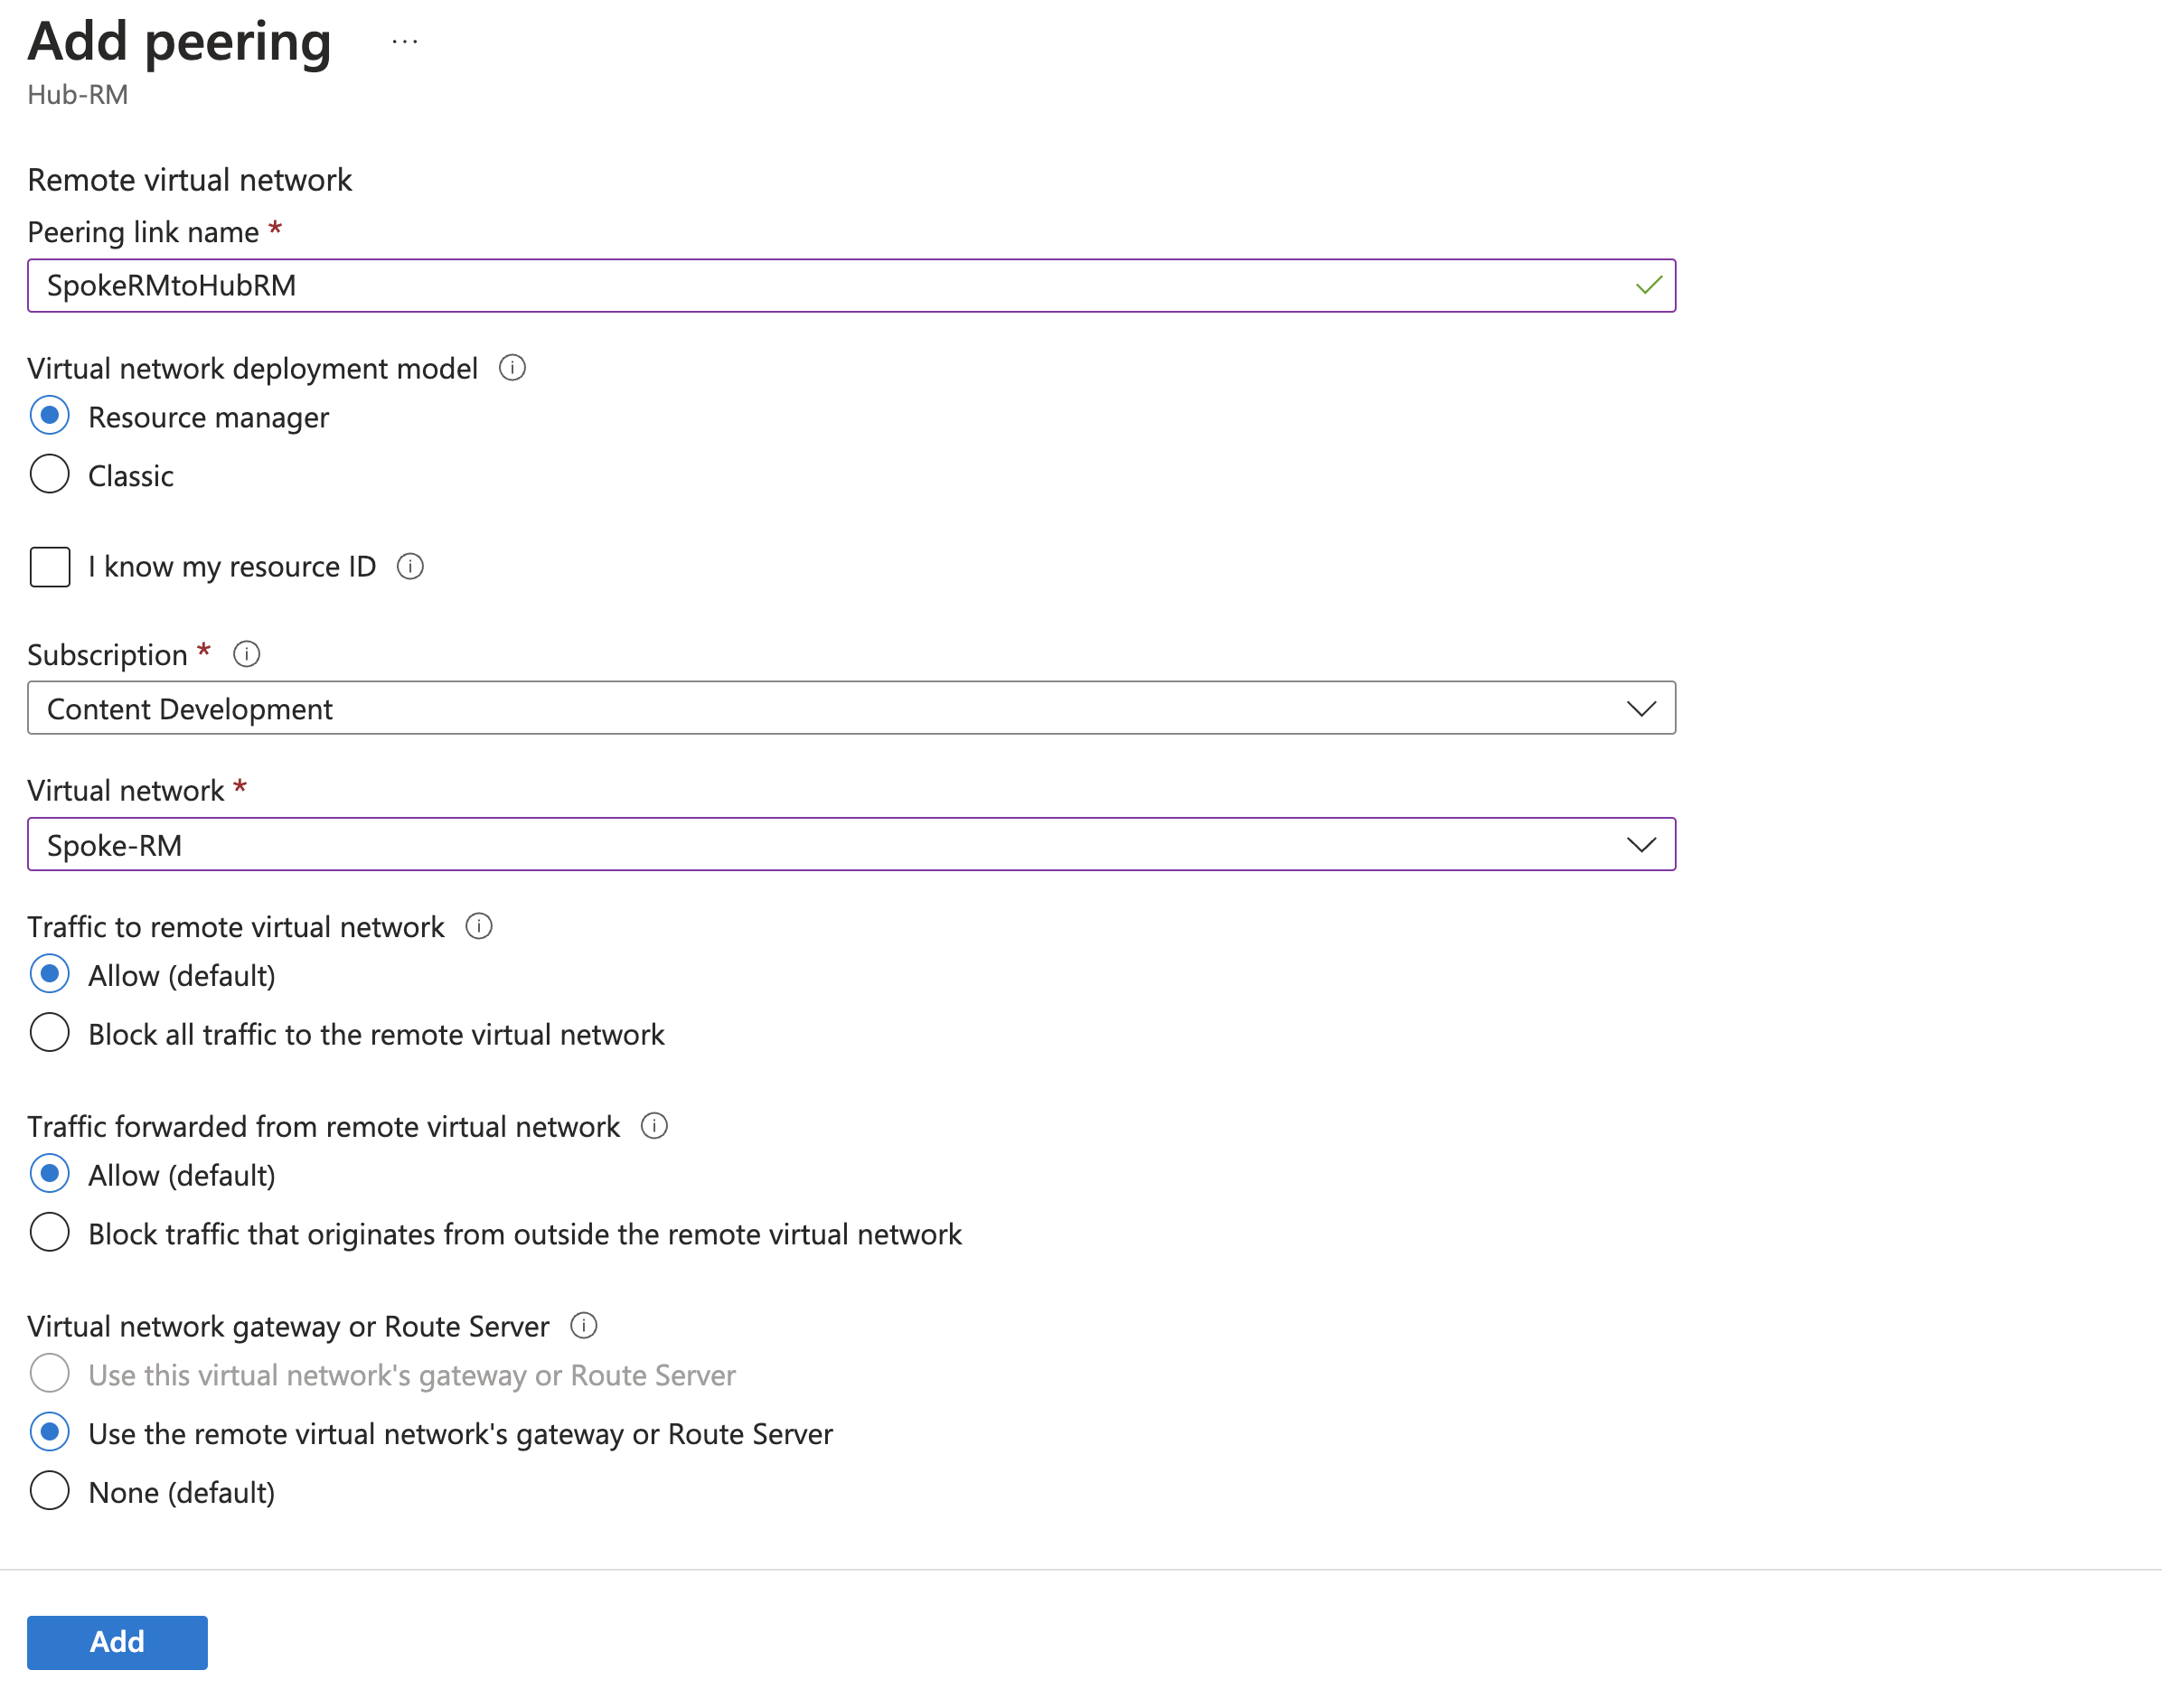 Add peering ...
Hub-RM
Remote virtual network
Peering link name *
SpokeRMtoHubRM
Virtual network deployment model
Resource manager
Classic
I know my resource ID
Subscription *
Content Development
Virtual network *
Spoke-RM
Traffic to remote virtual network
Allow (default)
Block all traffic to the remote virtual network
Traffic forwarded from remote virtual network
Allow (default)
Block traffic that originates from outside the remote virtual network
Virtual network gateway or Route Server
Use this virtual network's gateway or Route Server
Use the remote virtual network's gateway or Route Server
None (default)
Add